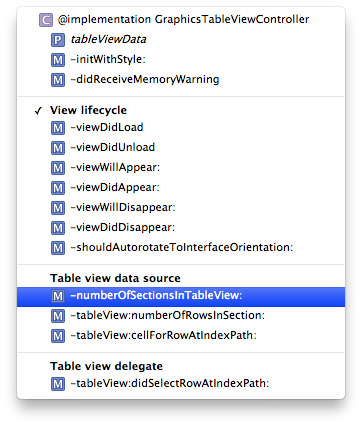 C @implementation GraphicsTableViewController
P tableViewData
M -initWithStyle:
M -didReceiveMemoryWarning
✓ View lifecycle
M -viewDidLoad
M -viewDidUnload
M -viewWillAppear:
M -viewDidAppear:
M -viewWillDisappear:
M -viewDidDisappear:
M -shouldAutorotateToInterfaceOrientation:
Table view data source
M -numberOfSectionsInTableView:
M -tableView:numberOfRowsInSection:
M -tableView:cellForRowAtIndexPath:
Table view delegate
M -tableView:didSelectRowAtIndexPath: